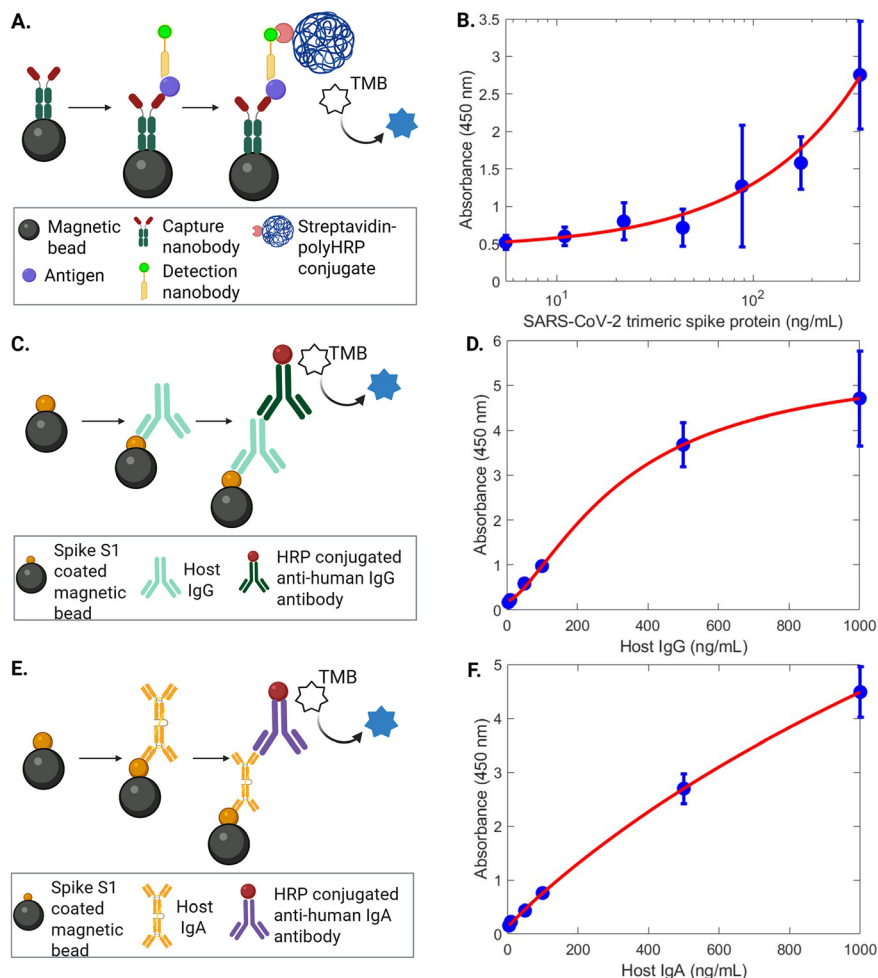 A.
TMB
Magnetic
bead
Capture
nanobody
Streptavidin-
polyHRP
conjugate
Antigen
Detection
nanobody
B.
3.5
3
2.5
2
1.5
1
0.5
0
10¹
10²
Absorbance (450 nm)
SARS-CoV-2 trimeric spike protein (ng/mL)
C.
TMB
Spike S1
coated
magnetic
bead
Host
IgG
HRP conjugated
anti-human IgG
antibody
D.
6
5
4
3
2
1
0
0
200
400
600
800
1000
Absorbance (450 nm)
Host IgG (ng/mL)
E.
TMB
Spike S1
coated
magnetic
bead
Host
IgA
HRP conjugated
anti-human IgA
antibody
F.
5
4
3
2
1
0
0
200
400
600
800
1000
Absorbance (450 nm)
Host IgA (ng/mL)